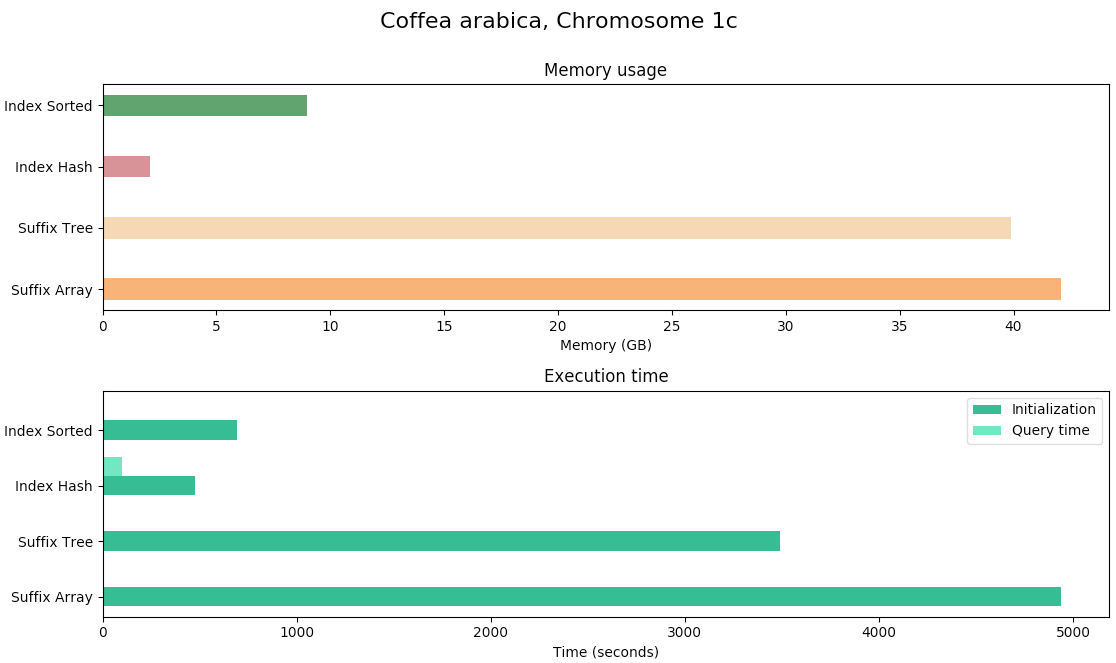 Coffea arabica, Chromosome 1c
Memory usage
Index Sorted
Index Hash
Suffix Tree
Suffix Array
0 5 10 15 20 25 30 35 40
Memory (GB)
Execution time
Initialization
Query time
Index Sorted
Index Hash
Suffix Tree
Suffix Array
0 1000 2000 3000 4000 5000
Time (seconds)